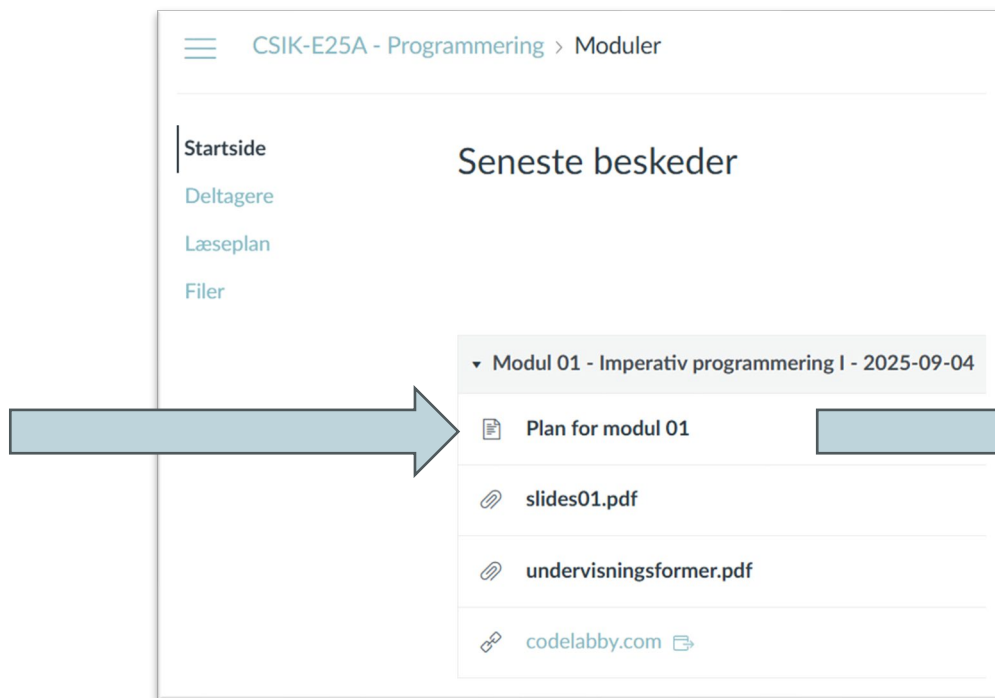 CSIK-E25A - Programmering > Moduler
Startside
Deltagere
Læseplan
Filer
Seneste beskeder
Modul 01 - Imperativ programmering I - 2025-09-04
Plan for modul 01
slides01.pdf
undervisningsformer.pdf
codelabby.com